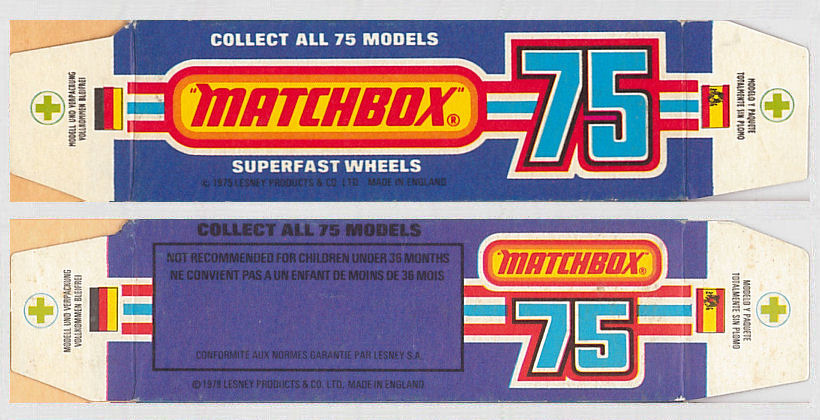 COLLECT ALL 75 MODELS
MODELL UND VERPACKUNG
VOLLKOMMEN BLEIFREI
"MATCHBOX"®
75
MODELO Y PAQUETE
TOTALMENTE SIN PLOMO
SUPERFAST WHEELS
© 1975 LESNEY PRODUCTS & CO. LTD. MADE IN ENGLAND
COLLECT ALL 75 MODELS
MODELL UND VERPACKUNG
VOLLKOMMEN BLEIFREI
NOT RECOMMENDED FOR CHILDREN UNDER 36 MONTHS
NE CONVIENT PAS A UN ENFANT DE MOINS DE 36 MOIS
CONFORMITÉ AUX NORMES GARANTIE PAR LESNEY S.A.
© 1978 LESNEY PRODUCTS & CO. LTD. MADE IN ENGLAND
"MATCHBOX"®
75
MODELO Y PAQUETE
TOTALMENTE SIN PLOMO